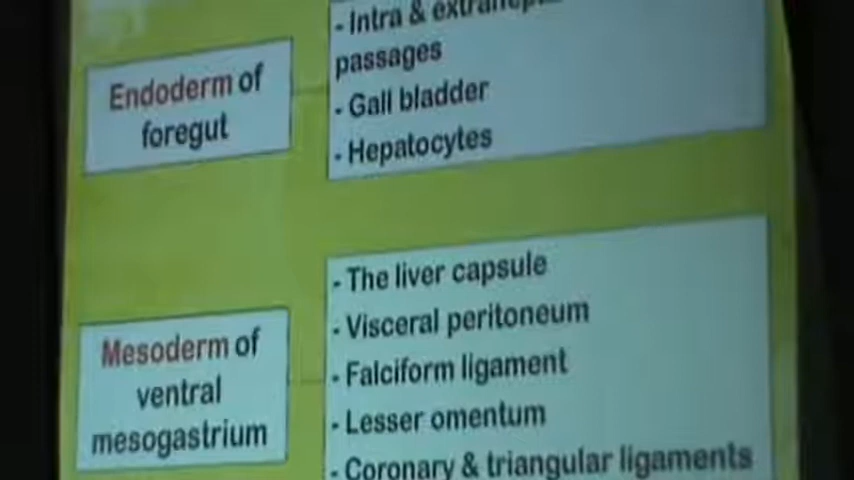 - Intra & extrahepatic
passages
- Gall bladder
- Hepatocytes
Endoderm of
foregut
- The liver capsule
- Visceral peritoneum
- Falciform ligament
- Lesser omentum
- Coronary & triangular ligaments
Mesoderm of
ventral
mesogastrium